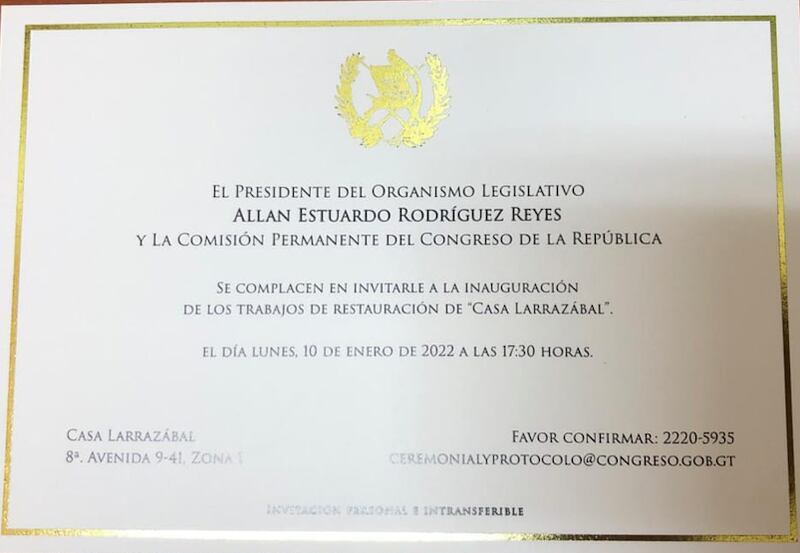 El Presidente del Organismo Legislativo
Allan Estuardo Rodríguez Reyes
y La Comisión Permanente del Congreso de la República
Se complacen en invitarle a la inauguración
de los trabajos de restauración de “Casa Larrazábal”.
el día lunes, 10 de enero de 2022 a las 17:30 horas.
Casa Larrazábal
8ª. Avenida 9-41, Zona 1
Favor confirmar: 2220-5935
ceremonialyprotocolo@congreso.gob.gt
Invitación personal e intransferible